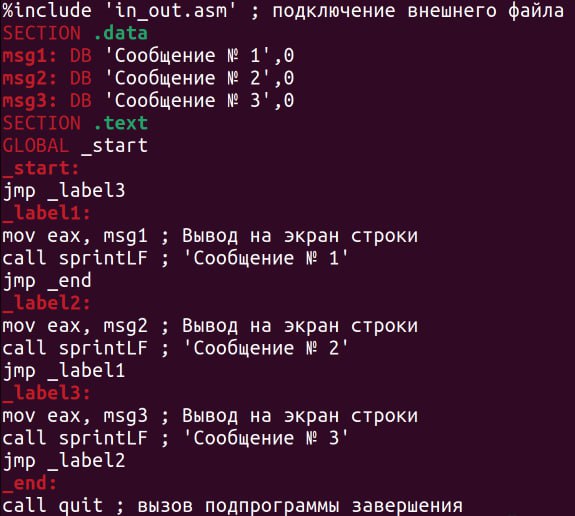 %include 'in_out.asm' ; подключение внешнего файла
SECTION .data
msg1: DB 'Сообщение № 1',0
msg2: DB 'Сообщение № 2',0
msg3: DB 'Сообщение № 3',0
SECTION .text
GLOBAL _start
_start:
jmp _label3
_label1:
mov eax, msg1 ; Вывод на экран строки
call sprintLF ; 'Сообщение № 1'
jmp _end
_label2:
mov eax, msg2 ; Вывод на экран строки
call sprintLF ; 'Сообщение № 2'
jmp _label1
_label3:
mov eax, msg3 ; Вывод на экран строки
call sprintLF ; 'Сообщение № 3'
jmp _label2
_end:
call quit ; вызов подпрограммы завершения